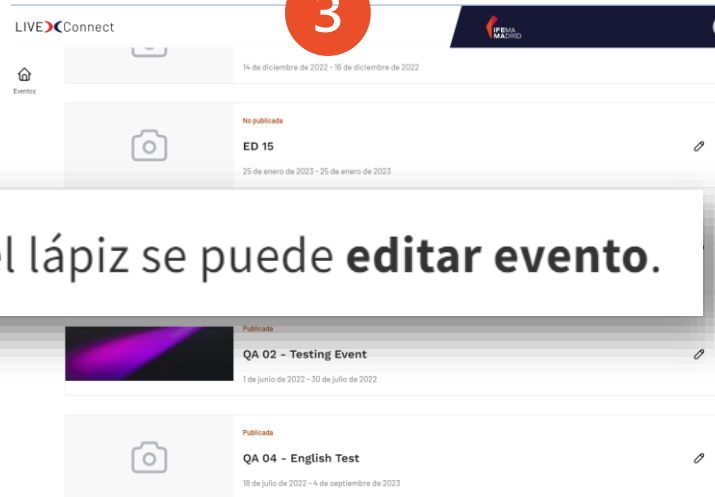 LIVE Connect
3
IFEMA
MADRID
14 de diciembre de 2022 - 16 de diciembre de 2022
Eventos
No publicada
ED 15
25 de enero de 2023 - 25 de enero de 2023
el lápiz se puede editar evento.
Publicada
QA 02 - Testing Event
1 de junio de 2022 - 30 de julio de 2022
Publicada
QA 04 - English Test
18 de julio de 2022 - 4 de septiembre de 2023